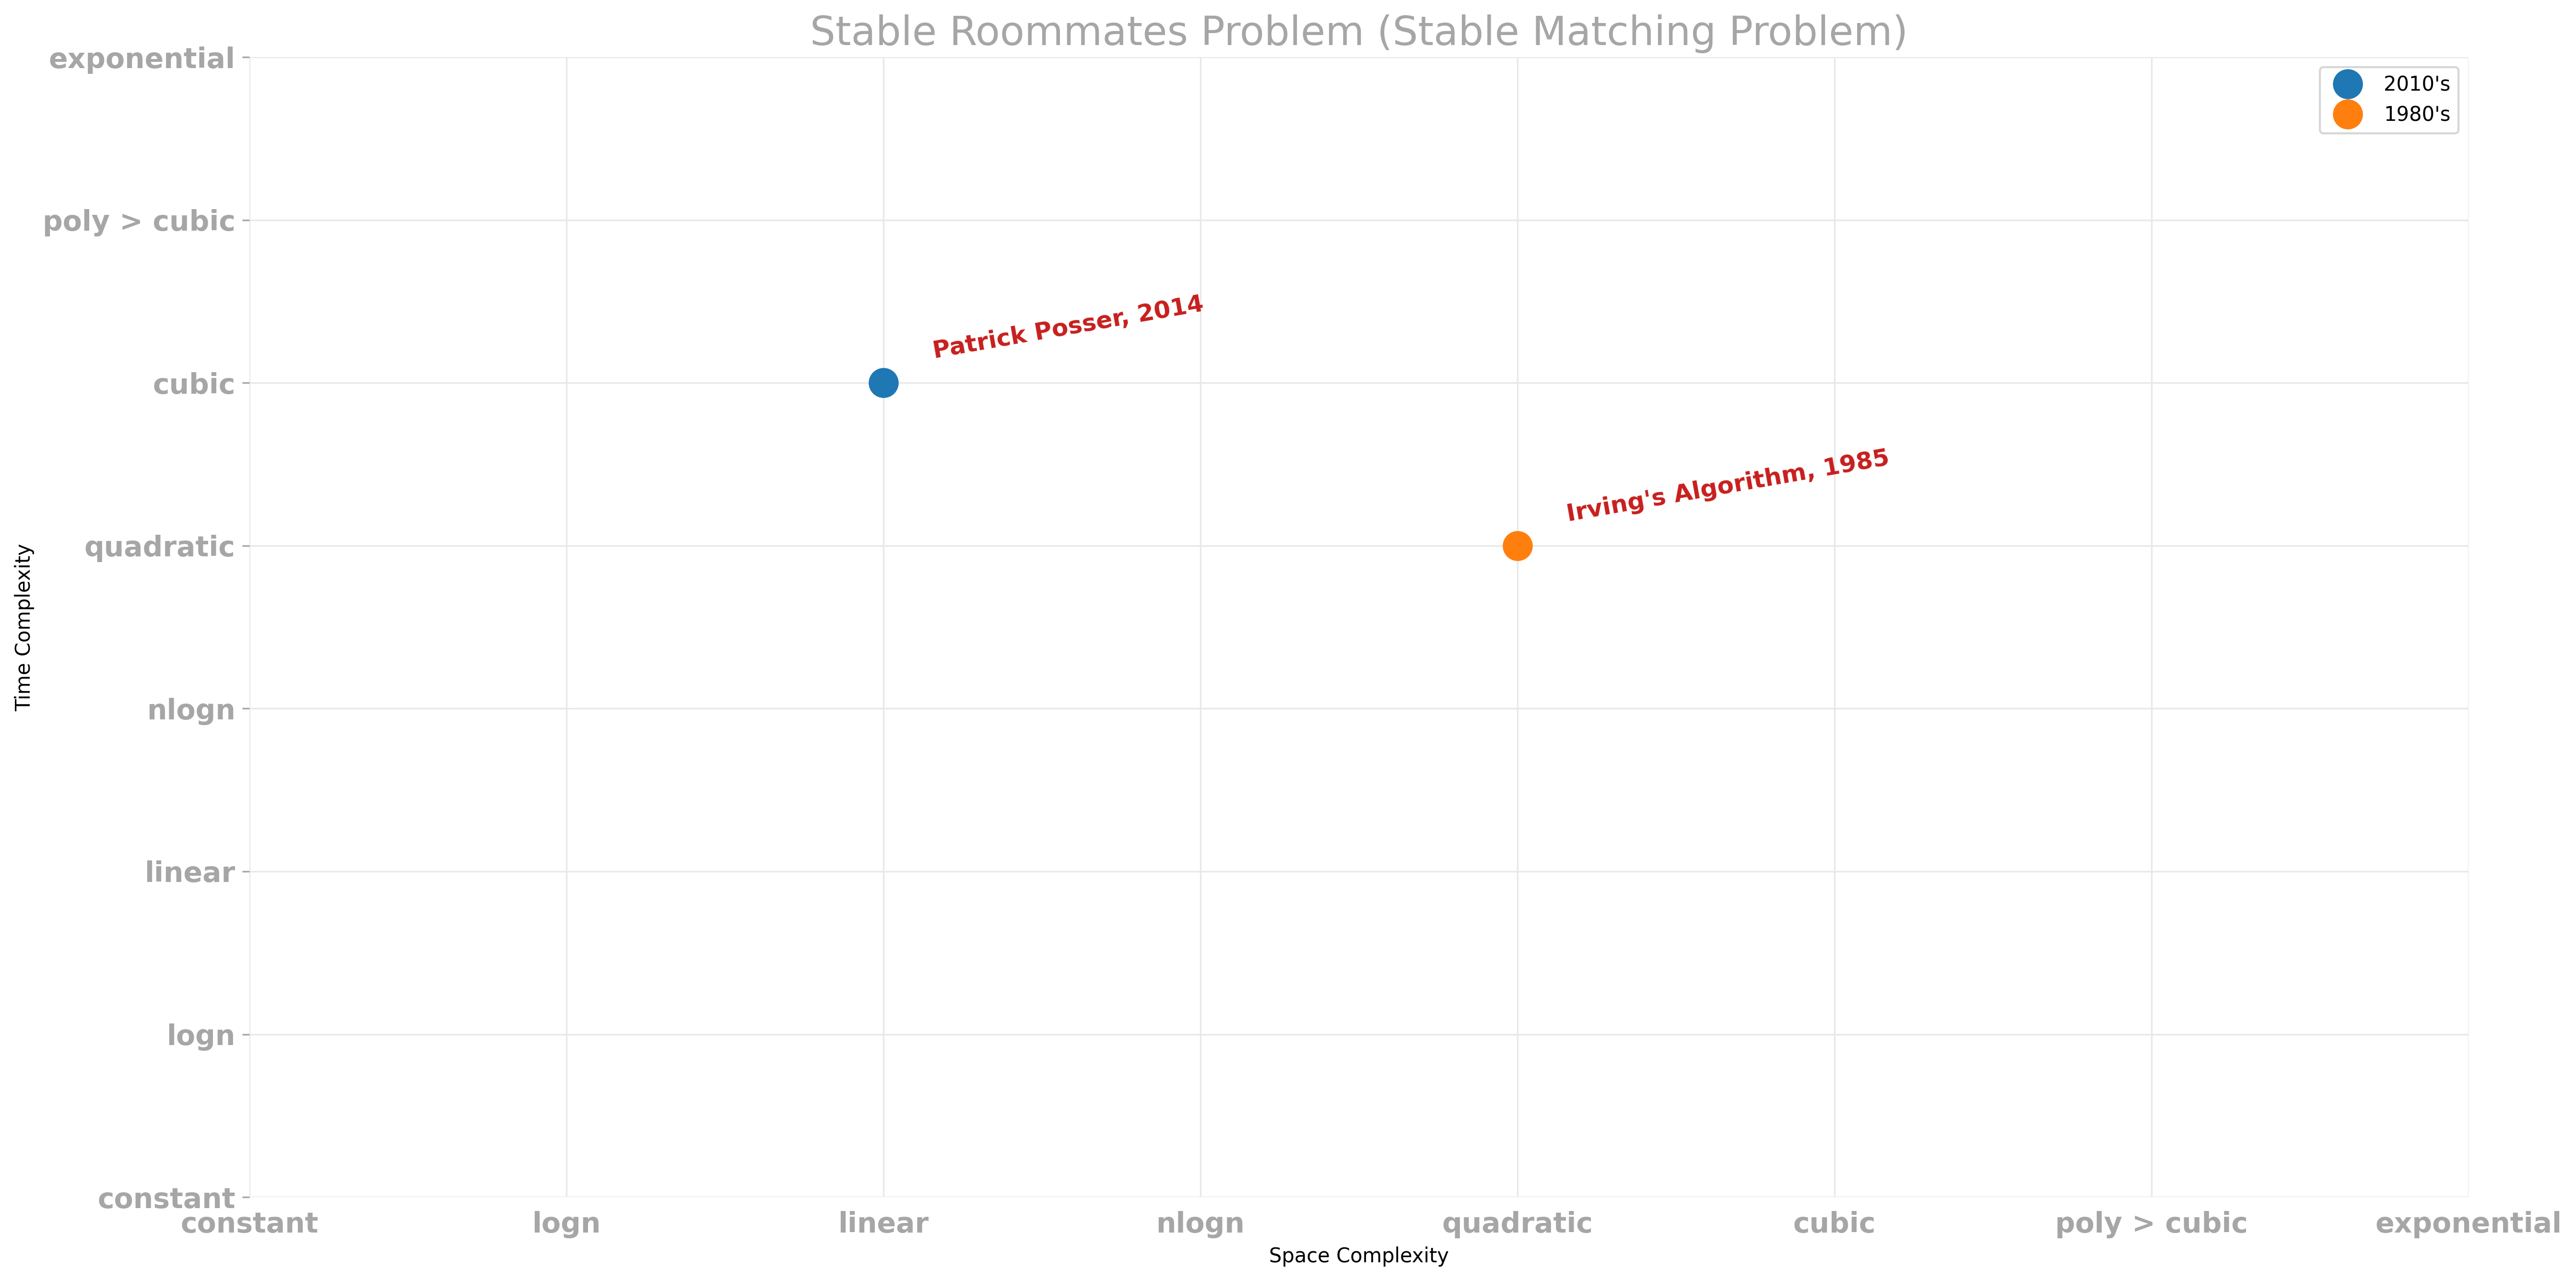 Stable Roommates Problem (Stable Matching Problem)
exponential
2010's
1980's
poly > cubic
Patrick Posser, 2014
cubic
Irving's Algorithm, 1985
quadratic
Time Complexity
nlogn
linear
logn
constant
constant logn linear nlogn quadratic cubic poly > cubic exponential
Space Complexity